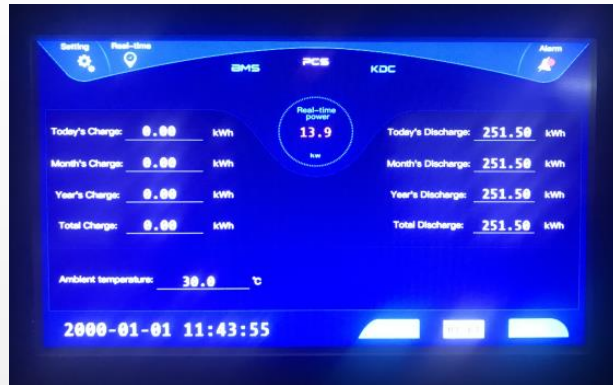 Setting Real-time Alarm
BMS PCS KDC
Real-time
power
13.9
kw
Today's Charge: 0.00 kWh Today's Discharge: 251.50 kWh
Month's Charge: 0.00 kWh Month's Discharge: 251.50 kWh
Year's Charge: 0.00 kWh Year's Discharge: 251.50 kWh
Total Charge: 0.00 kWh Total Discharge: 251.50 kWh
Ambient temperature: 30.0 ℃
2000-01-01 11:43:55